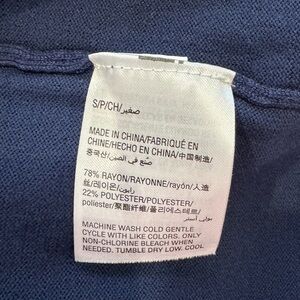 S/P/CH/صغير
MADE IN CHINA/FABRIQUÉ EN
CHINE/HECHO EN CHINA/中国制造/
중국산/صنع في الصين/
78% RAYON/RAYONNE/rayón/人造
丝/레이온/رايون/
22% POLYESTER/POLYESTER/
poliester/聚酯纤维/폴리에스테르/
بولي أستر
MACHINE WASH COLD GENTLE
CYCLE WITH LIKE COLORS. ONLY
NON-CHLORINE BLEACH WHEN
NEEDED. TUMBLE DRY LOW. COOL